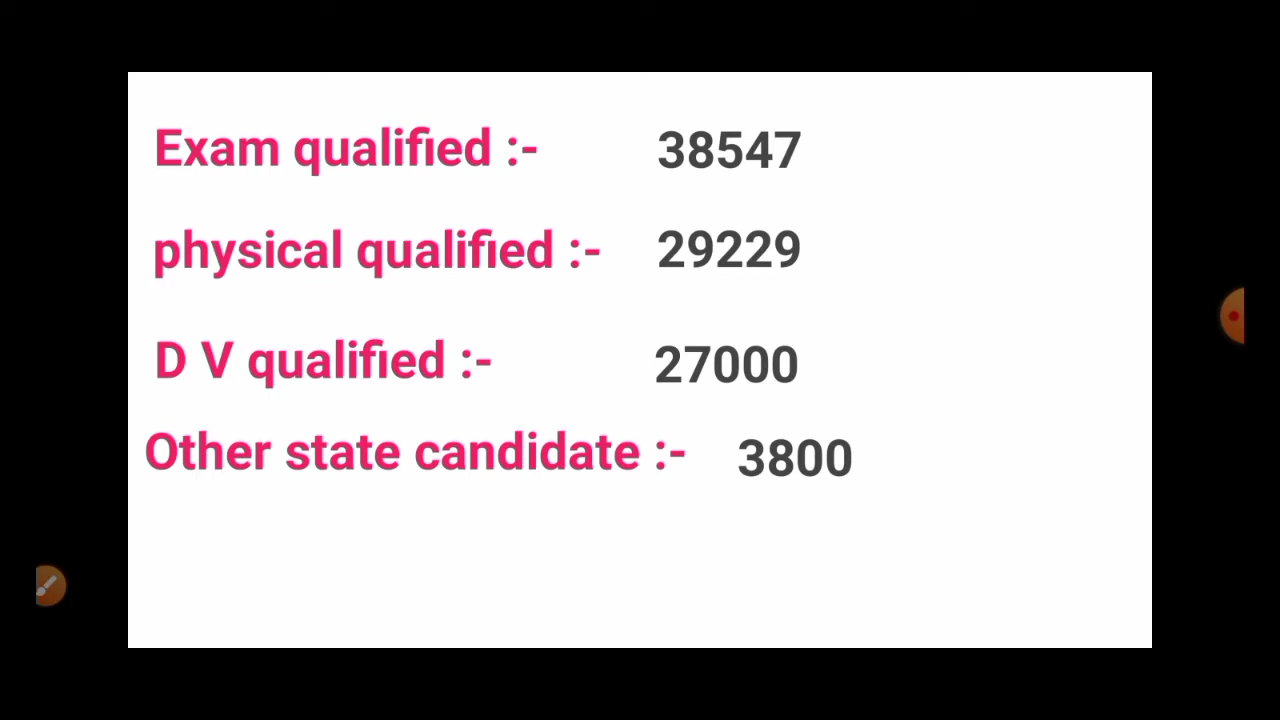 Exam qualified :- 38547
physical qualified :- 29229
D V qualified :- 27000
Other state candidate :- 3800